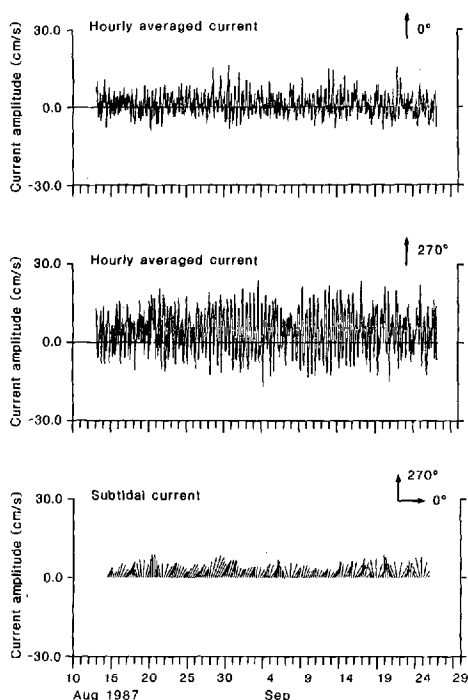 Hourly averaged current
0°
30.0
0.0
-30.0
Current amplitude (cm/s)
Hourly averaged current
270°
30.0
0.0
-30.0
Current amplitude (cm/s)
Subtidal current
270°
0°
30.0
0.0
-30.0
Current amplitude (cm/s)
10 15 20 25 30 4 9 14 19 24 29
Aug 1987 Sep